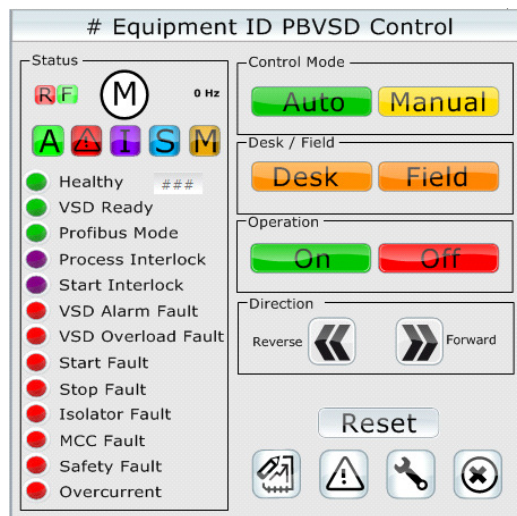 # Equipment ID PBVSD Control
Status
R F M 0 Hz
A I S M
Healthy ###
VSD Ready
Profibus Mode
Process Interlock
Start Interlock
VSD Alarm Fault
VSD Overload Fault
Start Fault
Stop Fault
Isolator Fault
MCC Fault
Safety Fault
Overcurrent
Control Mode
Auto Manual
Desk / Field
Desk Field
Operation
On Off
Direction
Reverse Forward
Reset